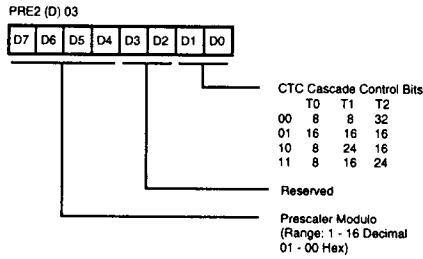 PRE2 (D) 03
D7 D6 D5 D4 D3 D2 D1 D0
CTC Cascade Control Bits
T0 T1 T2
00 8 8 32
01 16 16 16
10 8 24 16
11 8 16 24
Reserved
Prescaler Modulo
(Range: 1 - 16 Decimal
01 - 00 Hex)